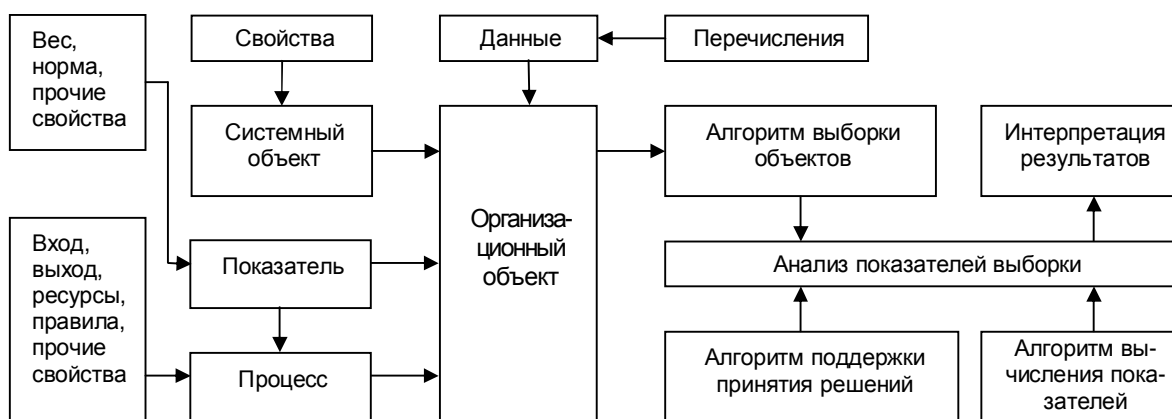 Вес,
норма,
прочие
свойства
Свойства
Данные
Перечисления
Системный
объект
Алгоритм выборки
объектов
Интерпретация
результатов
Организа-
ционный
объект
Вход,
выход,
ресурсы,
правила,
прочие
свойства
Показатель
Анализ показателей выборки
Процесс
Алгоритм поддержки
принятия решений
Алгоритм вы-
числения пока-
зателей